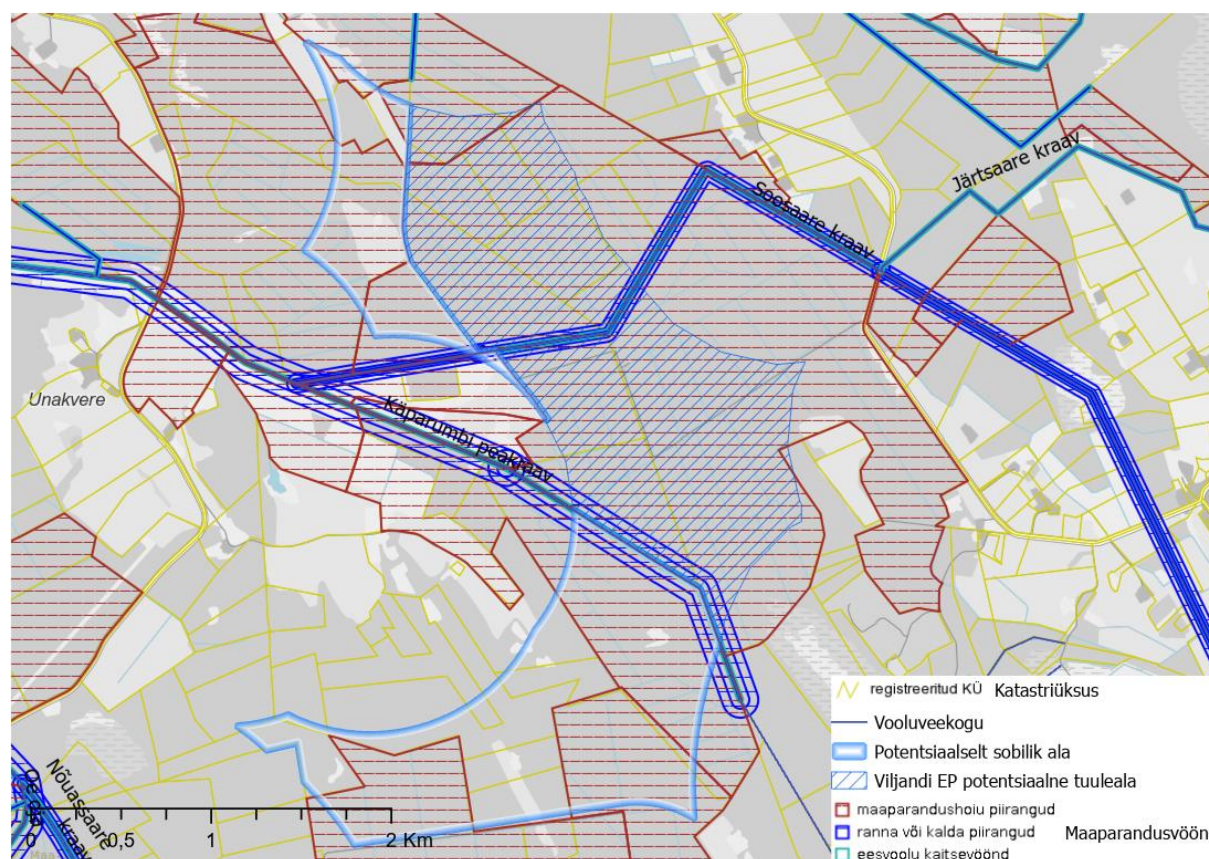 Soosaare kraav
Järtsaare kraav
Unakvere
Käparumbi peakraav
Nõuassaare
kraav
0
0,5
1
2 Km
registreeritud KÜ Katastriüksus
Vooluveekogu
Potentsiaalselt sobilik ala
Viljandi EP potentsiaalne tuuleala
maaparandushoiu piirangud
ranna või kalda piirangud Maaparandusvöön
eesvoolu kaitsevöönd